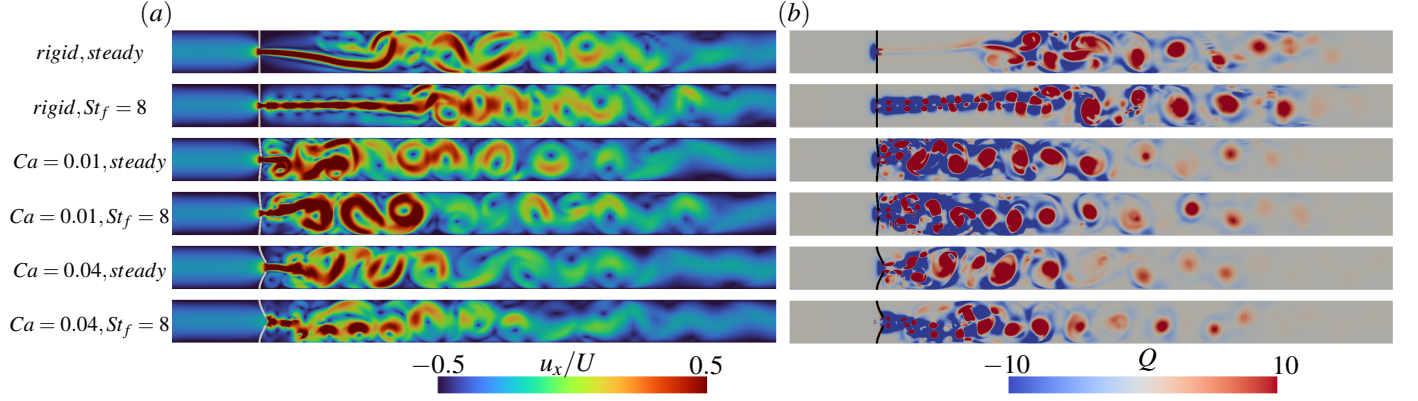 (a)
(b)
rigid, steady
rigid, St_f = 8
Ca = 0.01, steady
Ca = 0.01, St_f = 8
Ca = 0.04, steady
Ca = 0.04, St_f = 8
−0.5 u_x/U 0.5
−10 Q 10